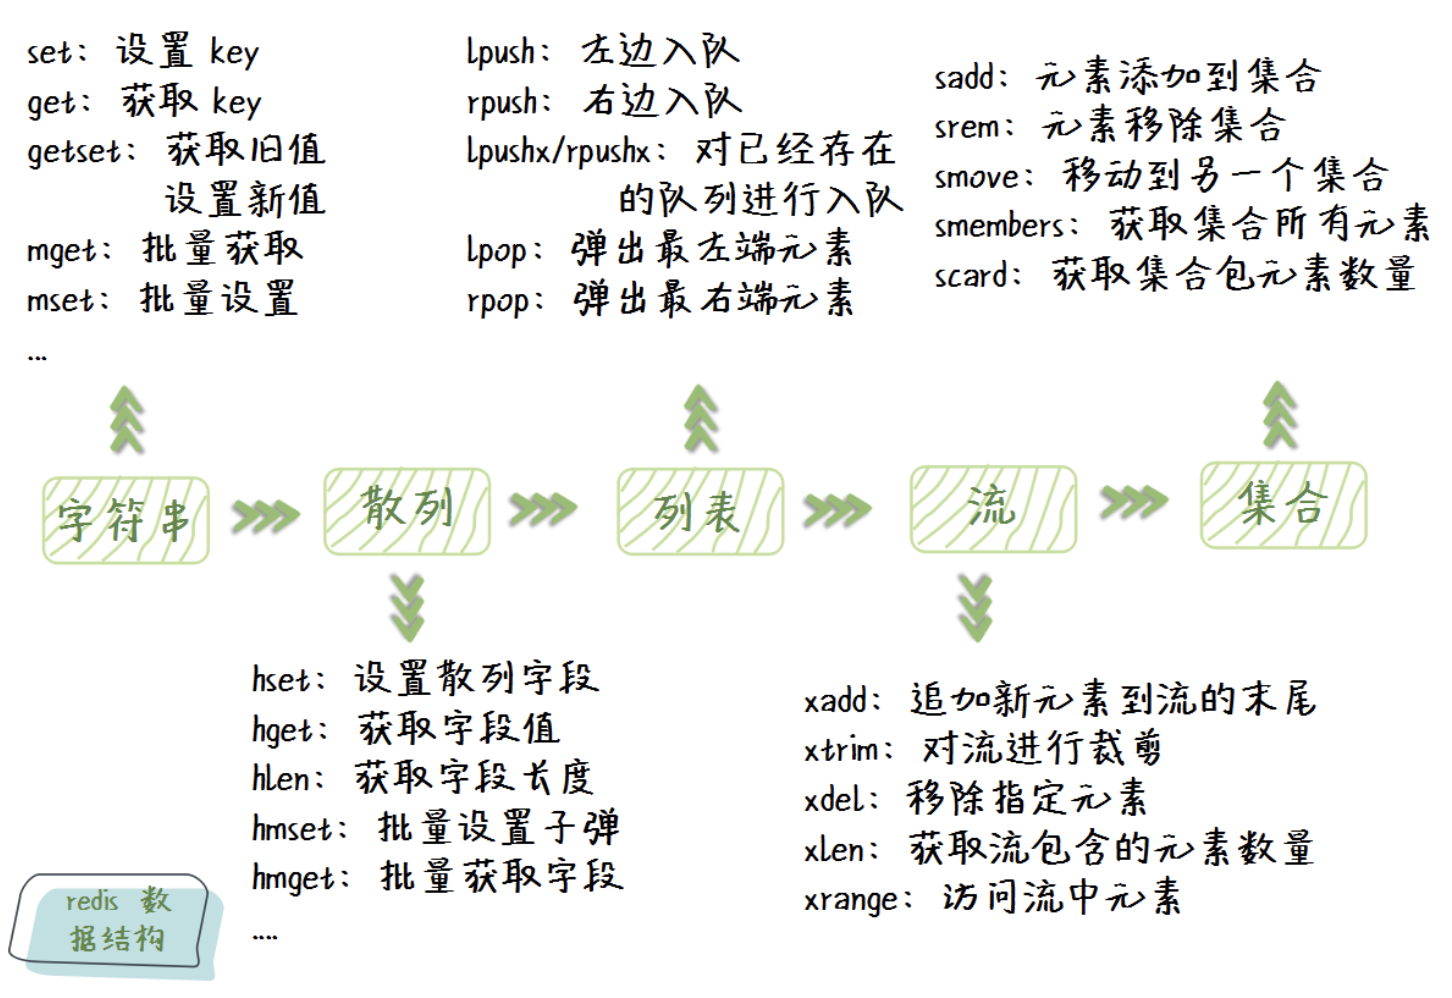 set: 设置 key
get: 获取 key
getset: 获取旧值
设置新值
mget: 批量获取
mset: 批量设置
...
lpush: 左边入队
rpush: 右边入队
lpushx/rpushx: 对已经存在
的队列进行入队
lpop: 弹出最左端元素
rpop: 弹出最右端元素
sadd: 元素添加到集合
srem: 元素移除集合
smove: 移动到另一个集合
smembers: 获取集合所有元素
scard: 获取集合包元素数量
字符串
散列
列表
流
集合
hset: 设置散列字段
hget: 获取字段值
hlen: 获取字段长度
hmset: 批量设置子弹
hmget: 批量获取字段
....
xadd: 追加新元素到流的末尾
xtrim: 对流进行裁剪
xdel: 移除指定元素
xlen: 获取流包含的元素数量
xrange: 访问流中元素
redis 数
据结构